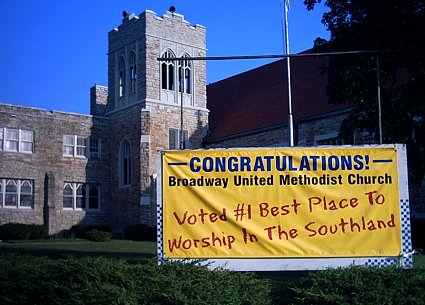 CONGRATULATIONS!
Broadway United Methodist Church
Voted #1 Best Place To
Worship In The Southland